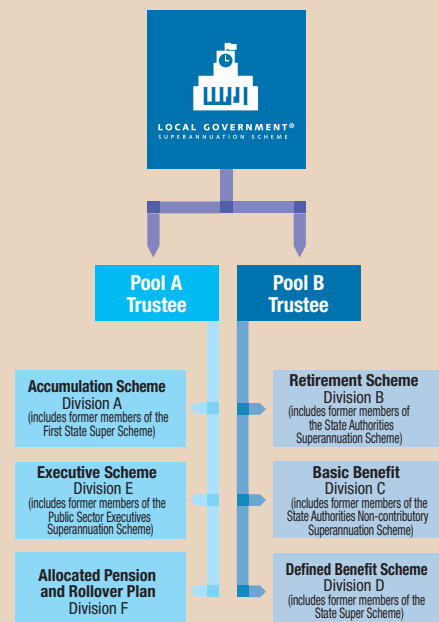 LOCAL GOVERNMENT®
SUPERANNUATION SCHEME
Pool A
Trustee
Pool B
Trustee
Accumulation Scheme
Division A
(includes former members of the
First State Super Scheme)
Retirement Scheme
Division B
(includes former members of
the State Authorities
Superannuation Scheme)
Executive Scheme
Division E
(includes former members of the
Public Sector Executives
Superannuation Scheme)
Basic Benefit
Division C
(includes former members of the
State Authorities Non-contributory
Superannuation Scheme)
Allocated Pension
and Rollover Plan
Division F
Defined Benefit Scheme
Division D
(includes former members of the
State Super Scheme)